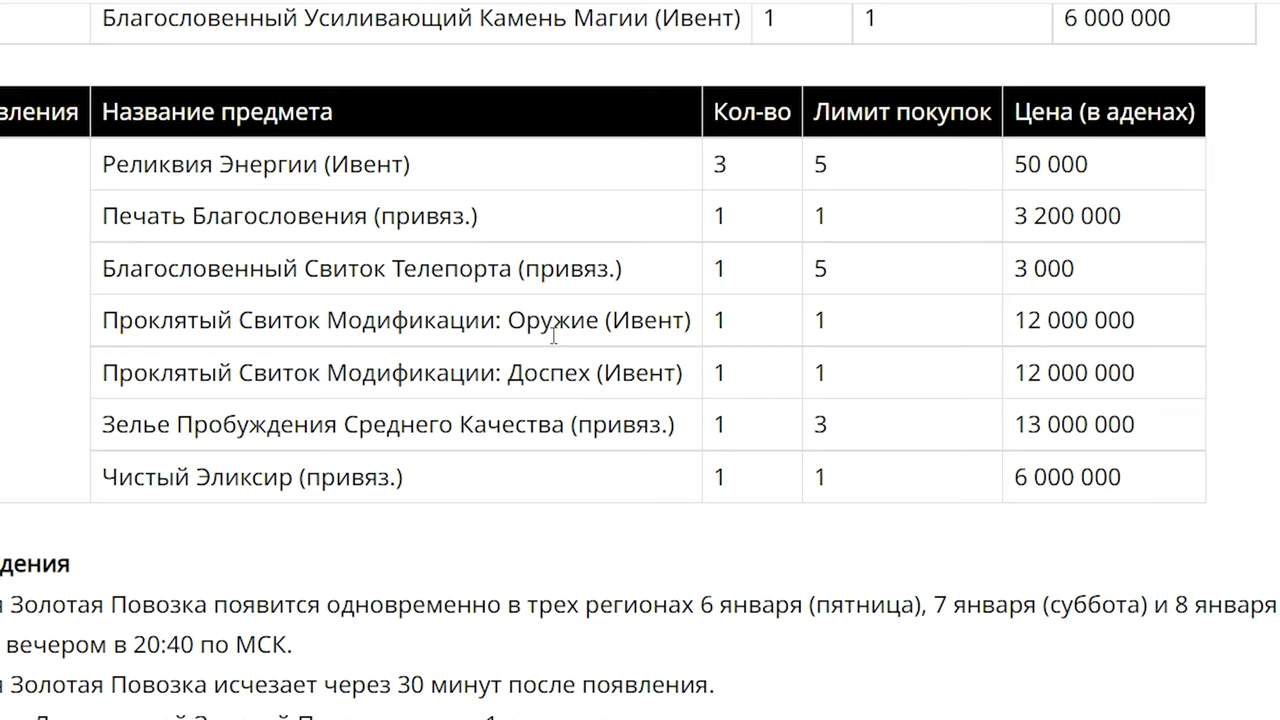 Благословенный Усиливающий Камень Магии (Ивент) 1 1 6 000 000
вления Название предмета Кол-во Лимит покупок Цена (в аденах)
Реликвия Энергии (Ивент) 3 5 50 000
Печать Благословения (привяз.) 1 1 3 200 000
Благословенный Свиток Телепорта (привяз.) 1 5 3 000
Проклятый Свиток Модификации: Оружие (Ивент) 1 1 12 000 000
Проклятый Свиток Модификации: Доспех (Ивент) 1 1 12 000 000
Зелье Пробуждения Среднего Качества (привяз.) 1 3 13 000 000
Чистый Эликсир (привяз.) 1 1 6 000 000
дения
я Золотая Повозка появится одновременно в трех регионах 6 января (пятница), 7 января (суббота) и 8 января
вечером в 20:40 по МСК.
я Золотая Повозка исчезает через 30 минут после появления.